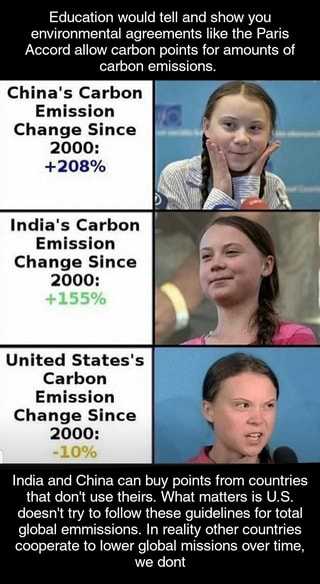 Education would tell and show you
environmental agreements like the Paris
Accord allow carbon points for amounts of
carbon emissions.
China's Carbon
Emission
Change Since
2000:
+208%
India's Carbon
Emission
Change Since
2000:
+155%
United States's
Carbon
Emission
Change Since
2000:
-10%
India and China can buy points from countries
that don't use theirs. What matters is U.S.
doesn't try to follow these guidelines for total
global emmissions. In reality other countries
cooperate to lower global missions over time,
we dont